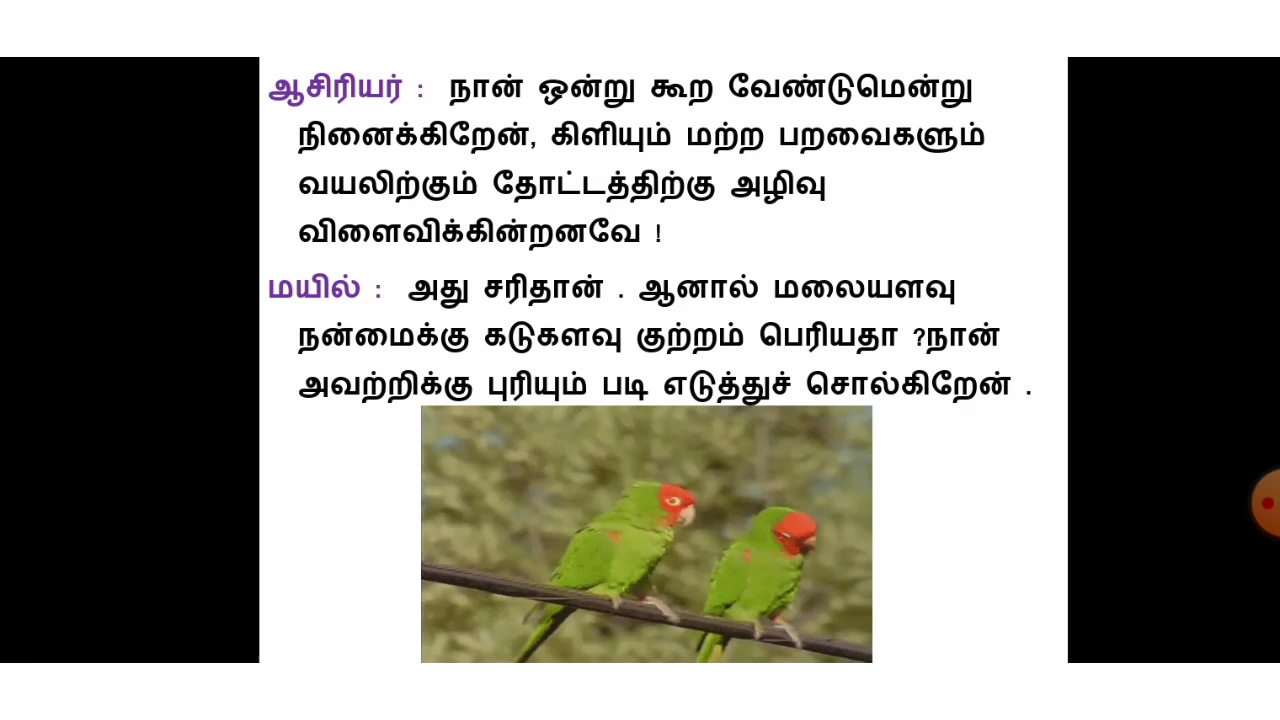 ஆசிரியர் : நான் ஒன்று கூற வேண்டுமென்று
நினைக்கிறேன், கிளியும் மற்ற பறவைகளும்
வயலிற்கும் தோட்டத்திற்கு அழிவு
விளைவிக்கின்றனவே !
மயில் : அது சரிதான் . ஆனால் மலையளவு
நன்மைக்கு கடுகளவு குற்றம் பெரியதா ?நான்
அவற்றிக்கு புரியும் படி எடுத்துச் சொல்கிறேன் .